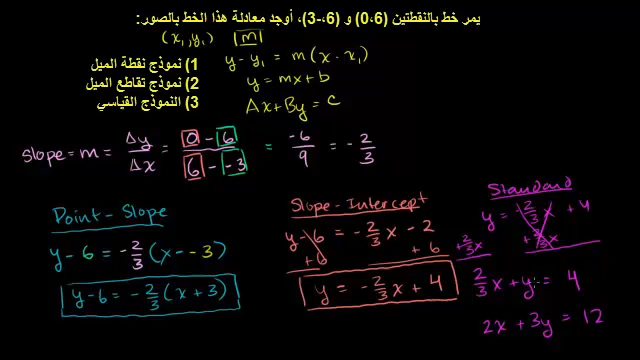 يمر خط بالنقطتين (0،6) و (6،-3)، أوجد معادلة هذا الخط بالصور:
(x₁, y₁) m
1) نموذج نقطة الميل y - y₁ = m(x - x₁)
2) نموذج تقاطع الميل y = mx + b
3) النموذج القياسي Ax + By = C
Slope = m = Δy/Δx = (0 - 6)/(6 - -3) = -6/9 = -2/3
Point - Slope
y - 6 = -2/3 (x - -3)
y - 6 = -2/3 (x + 3)
Slope - Intercept
y - 6 = -2/3 x - 2
+ 6 + 6
y = -2/3 x + 4
Standard
y = -2/3 x + 4
+2/3 x +2/3 x
2/3 x + y = 4
2x + 3y = 12